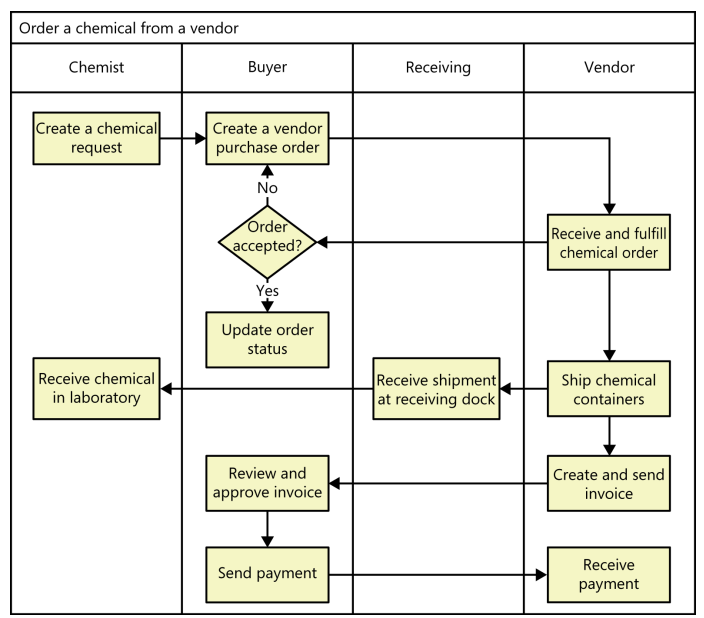 Order a chemical from a vendor
Chemist
Buyer
Receiving
Vendor
Create a chemical
request
Create a vendor
purchase order
No
Order
accepted?
Receive and fulfill
chemical order
Yes
Update order
status
Receive chemical
in laboratory
Receive shipment
at receiving dock
Ship chemical
containers
Review and
approve invoice
Create and send
invoice
Send payment
Receive
payment